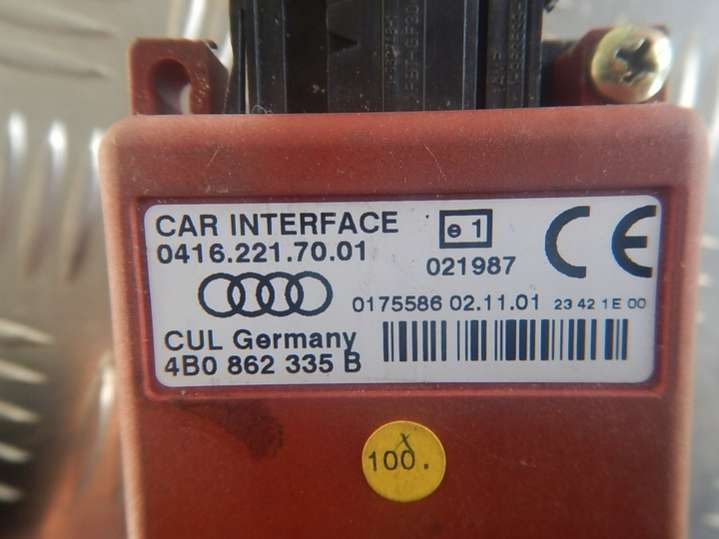 CAR INTERFACE
0416.221.70.01
e 1
021987
CE
0175586 02.11.01 23 42 1E 00
CUL Germany
4B0 862 335 B
100.